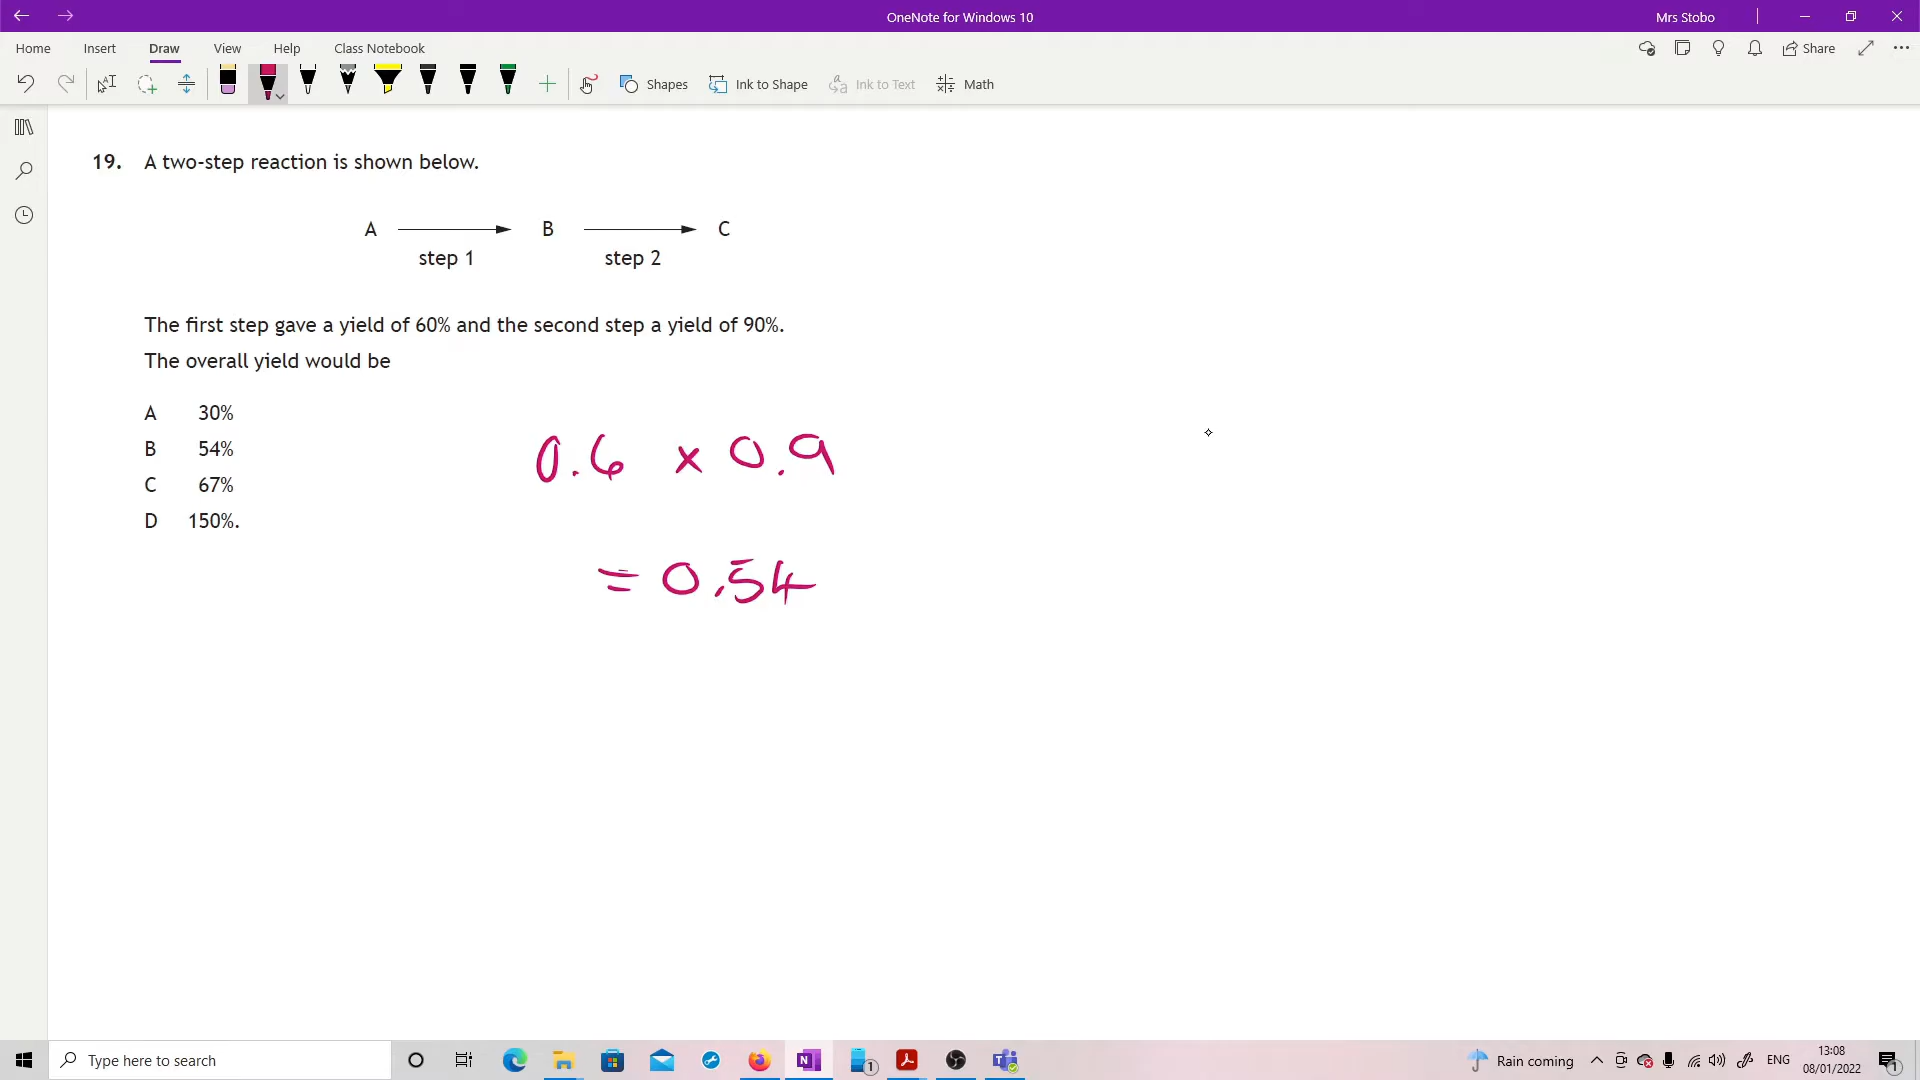 OneNote for Windows 10
Mrs Stobo
Home Insert Draw View Help Class Notebook
Share
Shapes Ink to Shape Ink to Text Math
19. A two-step reaction is shown below.
A B C
step 1 step 2
The first step gave a yield of 60% and the second step a yield of 90%.
The overall yield would be
A 30%
B 54%
C 67%
D 150%.
0.6 x 0.9
= 0.54
Type here to search
1
Rain coming
ENG
13:08
08/01/2022
1